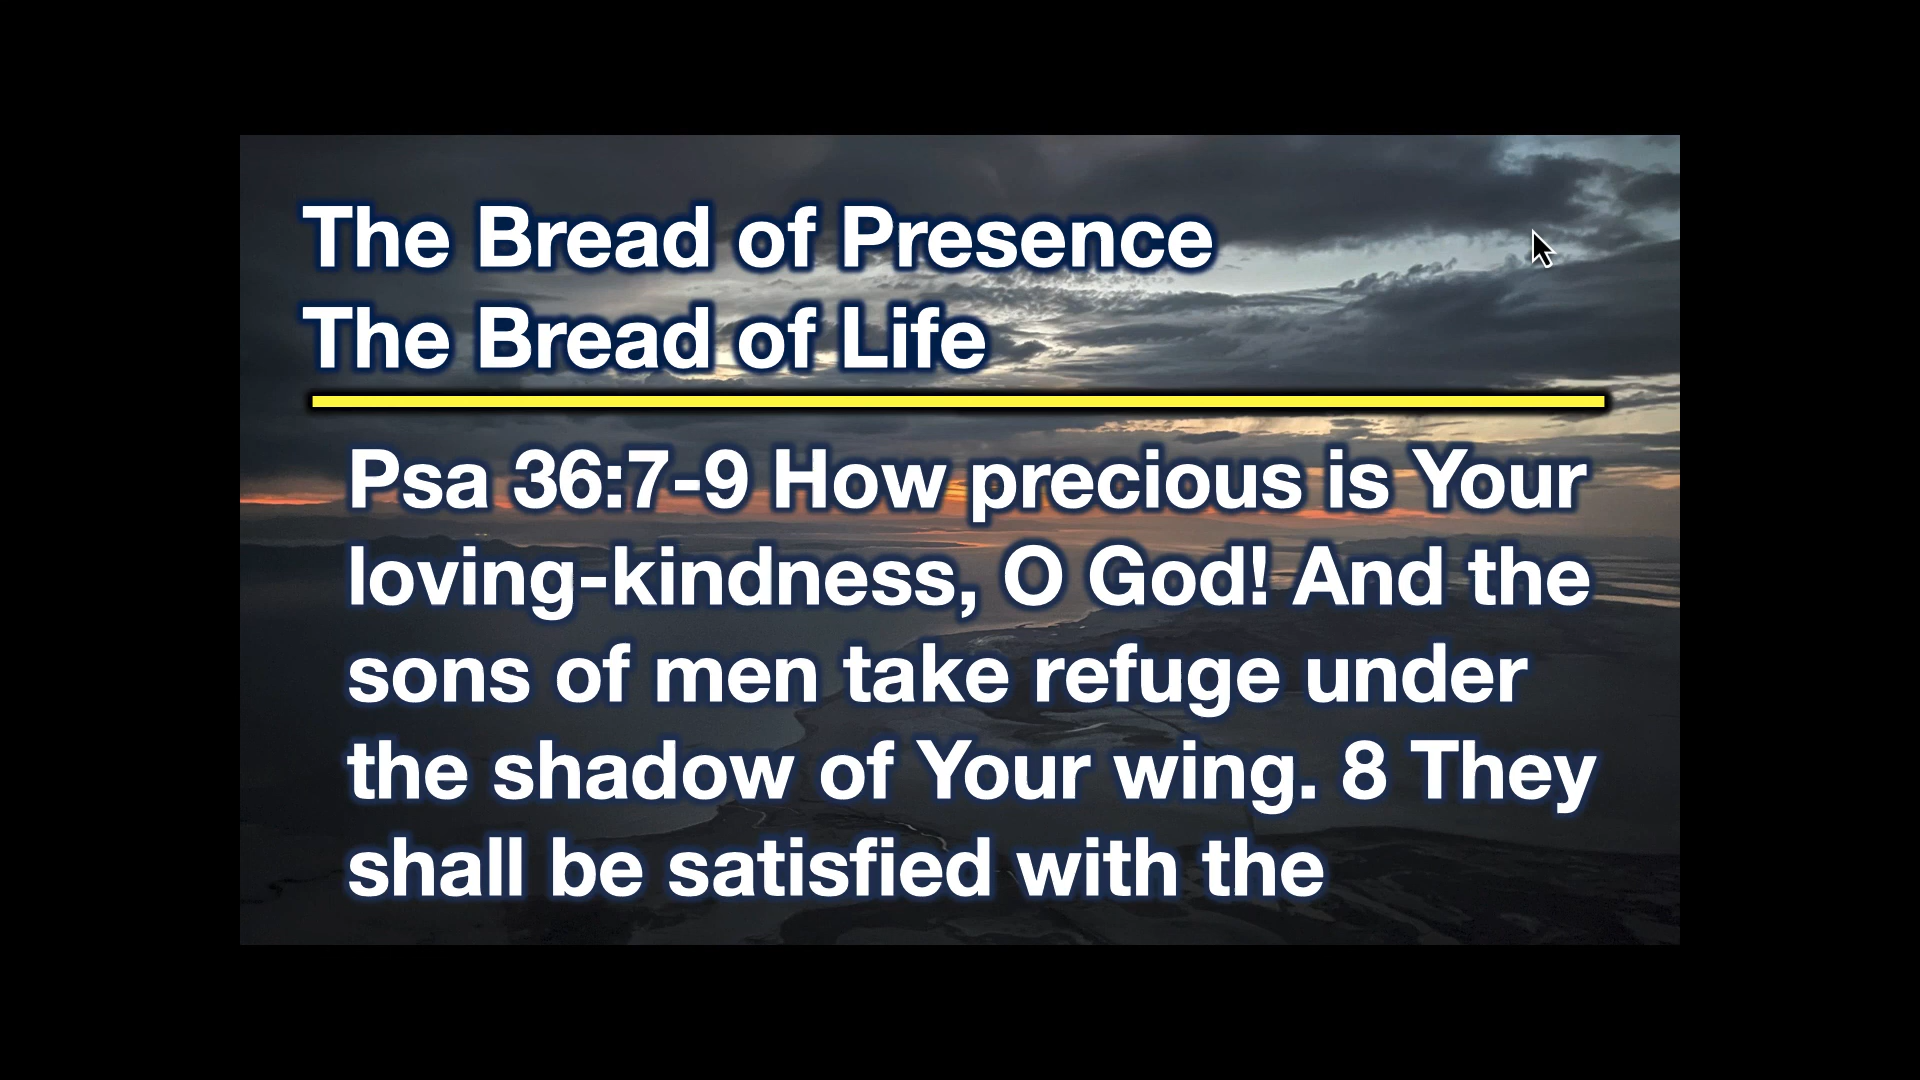 The Bread of Presence
The Bread of Life
Psa 36:7-9 How precious is Your
loving-kindness, O God! And the
sons of men take refuge under
the shadow of Your wing. 8 They
shall be satisfied with the